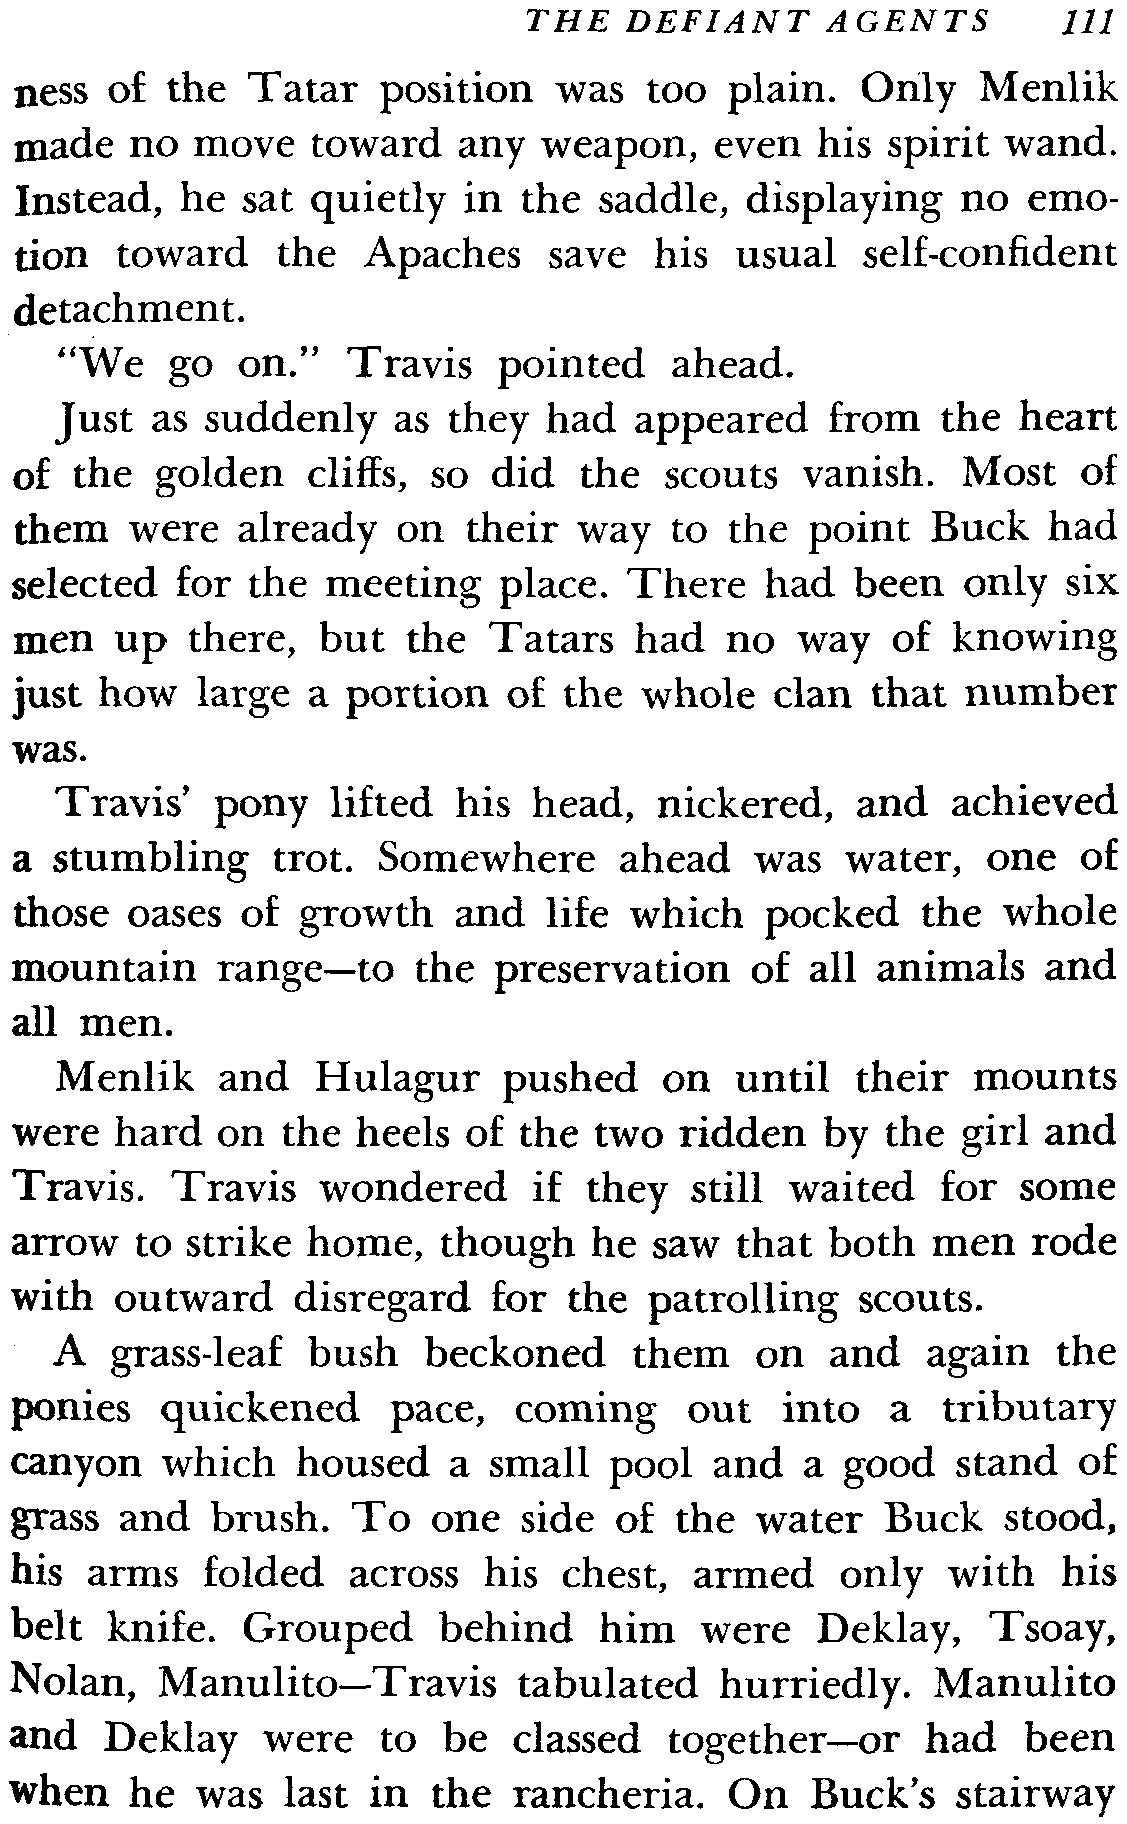 THE DEFIANT AGENTS 111
ness of the Tatar position was too plain. Only Menlik
made no move toward any weapon, even his spirit wand.
Instead, he sat quietly in the saddle, displaying no emo-
tion toward the Apaches save his usual self-confident
detachment.
"We go on." Travis pointed ahead.
Just as suddenly as they had appeared from the heart
of the golden cliffs, so did the scouts vanish. Most of
them were already on their way to the point Buck had
selected for the meeting place. There had been only six
men up there, but the Tatars had no way of knowing
just how large a portion of the whole clan that number
was.
Travis' pony lifted his head, nickered, and achieved
a stumbling trot. Somewhere ahead was water, one of
those oases of growth and life which pocked the whole
mountain range—to the preservation of all animals and
all men.
Menlik and Hulagur pushed on until their mounts
were hard on the heels of the two ridden by the girl and
Travis. Travis wondered if they still waited for some
arrow to strike home, though he saw that both men rode
with outward disregard for the patrolling scouts.
A grass-leaf bush beckoned them on and again the
ponies quickened pace, coming out into a tributary
canyon which housed a small pool and a good stand of
grass and brush. To one side of the water Buck stood,
his arms folded across his chest, armed only with his
belt knife. Grouped behind him were Deklay, Tsoay,
Nolan, Manulito—Travis tabulated hurriedly. Manulito
and Deklay were to be classed together—or had been
when he was last in the rancheria. On Buck's stairway